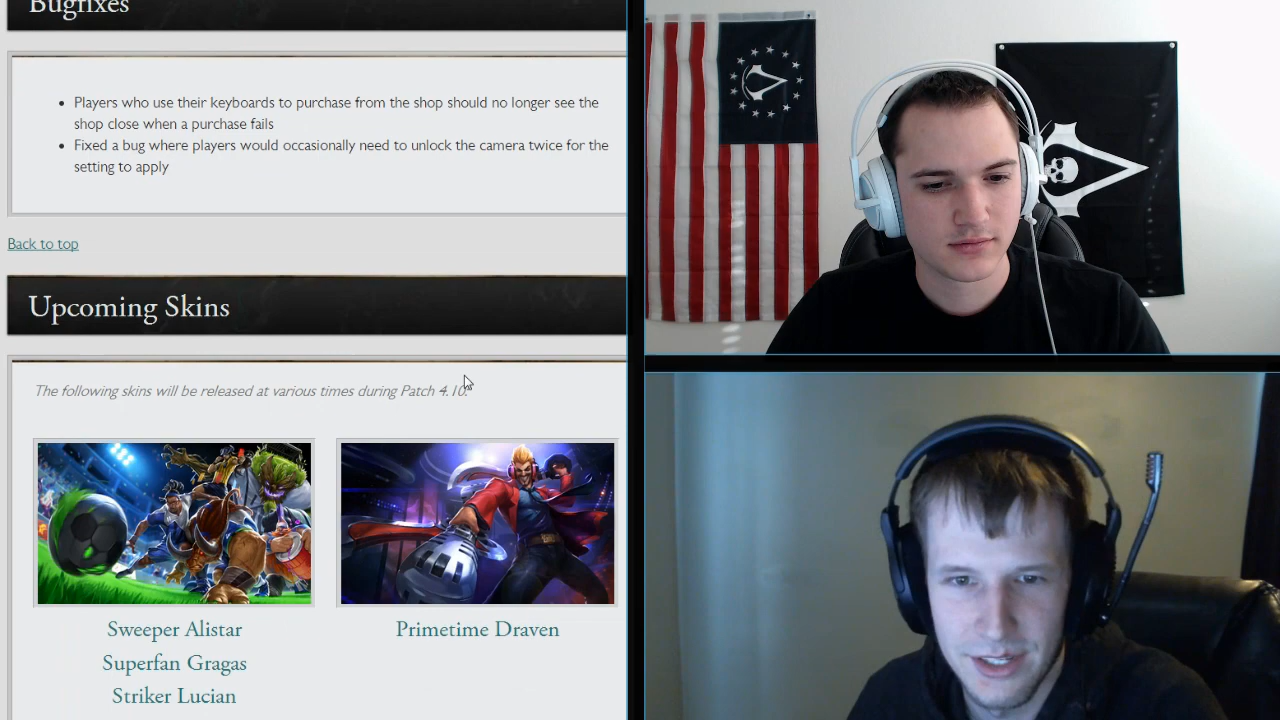 Bugfixes
Players who use their keyboards to purchase from the shop should no longer see the
shop close when a purchase fails
Fixed a bug where players would occasionally need to unlock the camera twice for the
setting to apply
Back to top
Upcoming Skins
The following skins will be released at various times during Patch 4.10:
Sweeper Alistar
Superfan Gragas
Striker Lucian
Primetime Draven